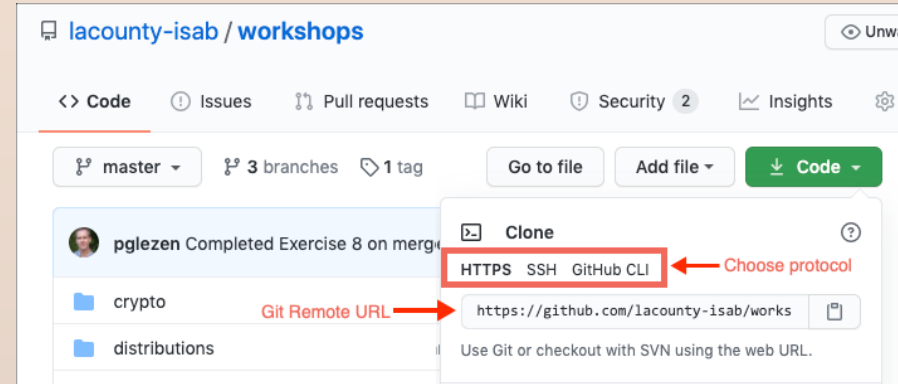 lacounty-isab / workshops
Unwa
<> Code Issues Pull requests Wiki Security 2 Insights
master 3 branches 1 tag Go to file Add file Code
pglezen Completed Exercise 8 on merge
Clone
HTTPS SSH GitHub CLI
Choose protocol
crypto
Git Remote URL
https://github.com/lacounty-isab/works
distributions
Use Git or checkout with SVN using the web URL.